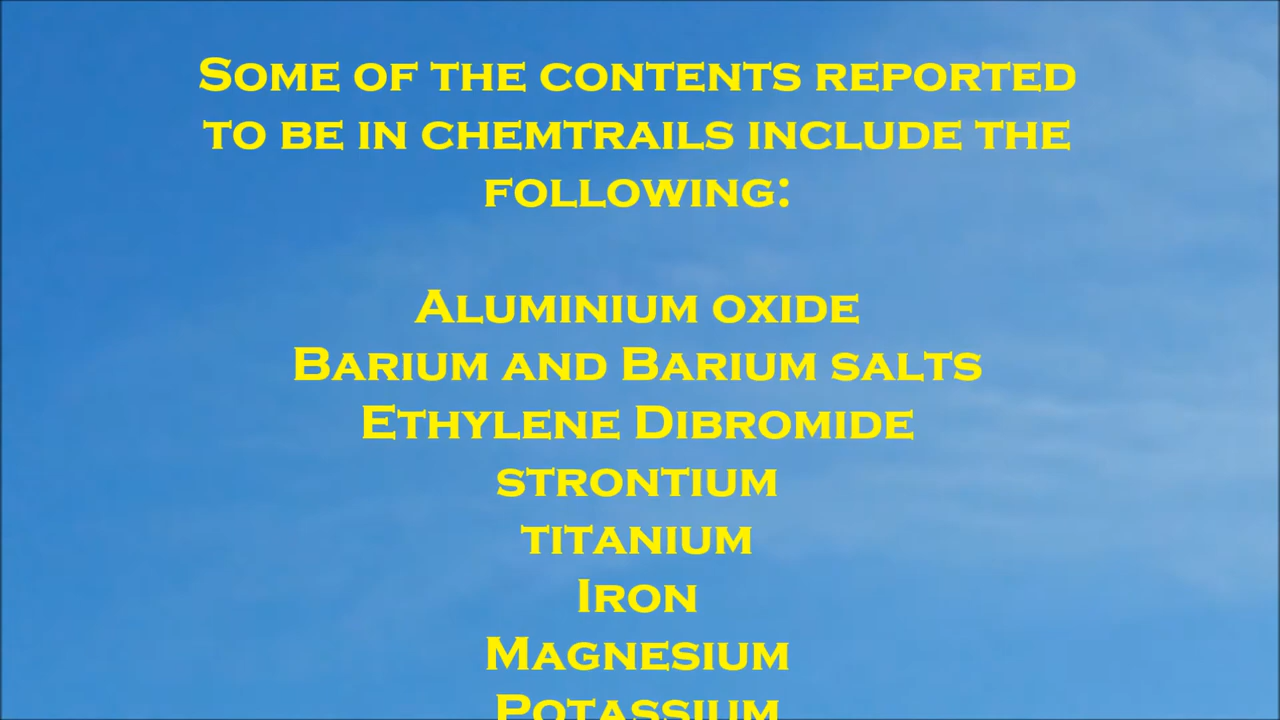 Some of the contents reported
to be in chemtrails include the
following:
Aluminium oxide
Barium and Barium salts
Ethylene Dibromide
strontium
titanium
Iron
Magnesium
Potassium